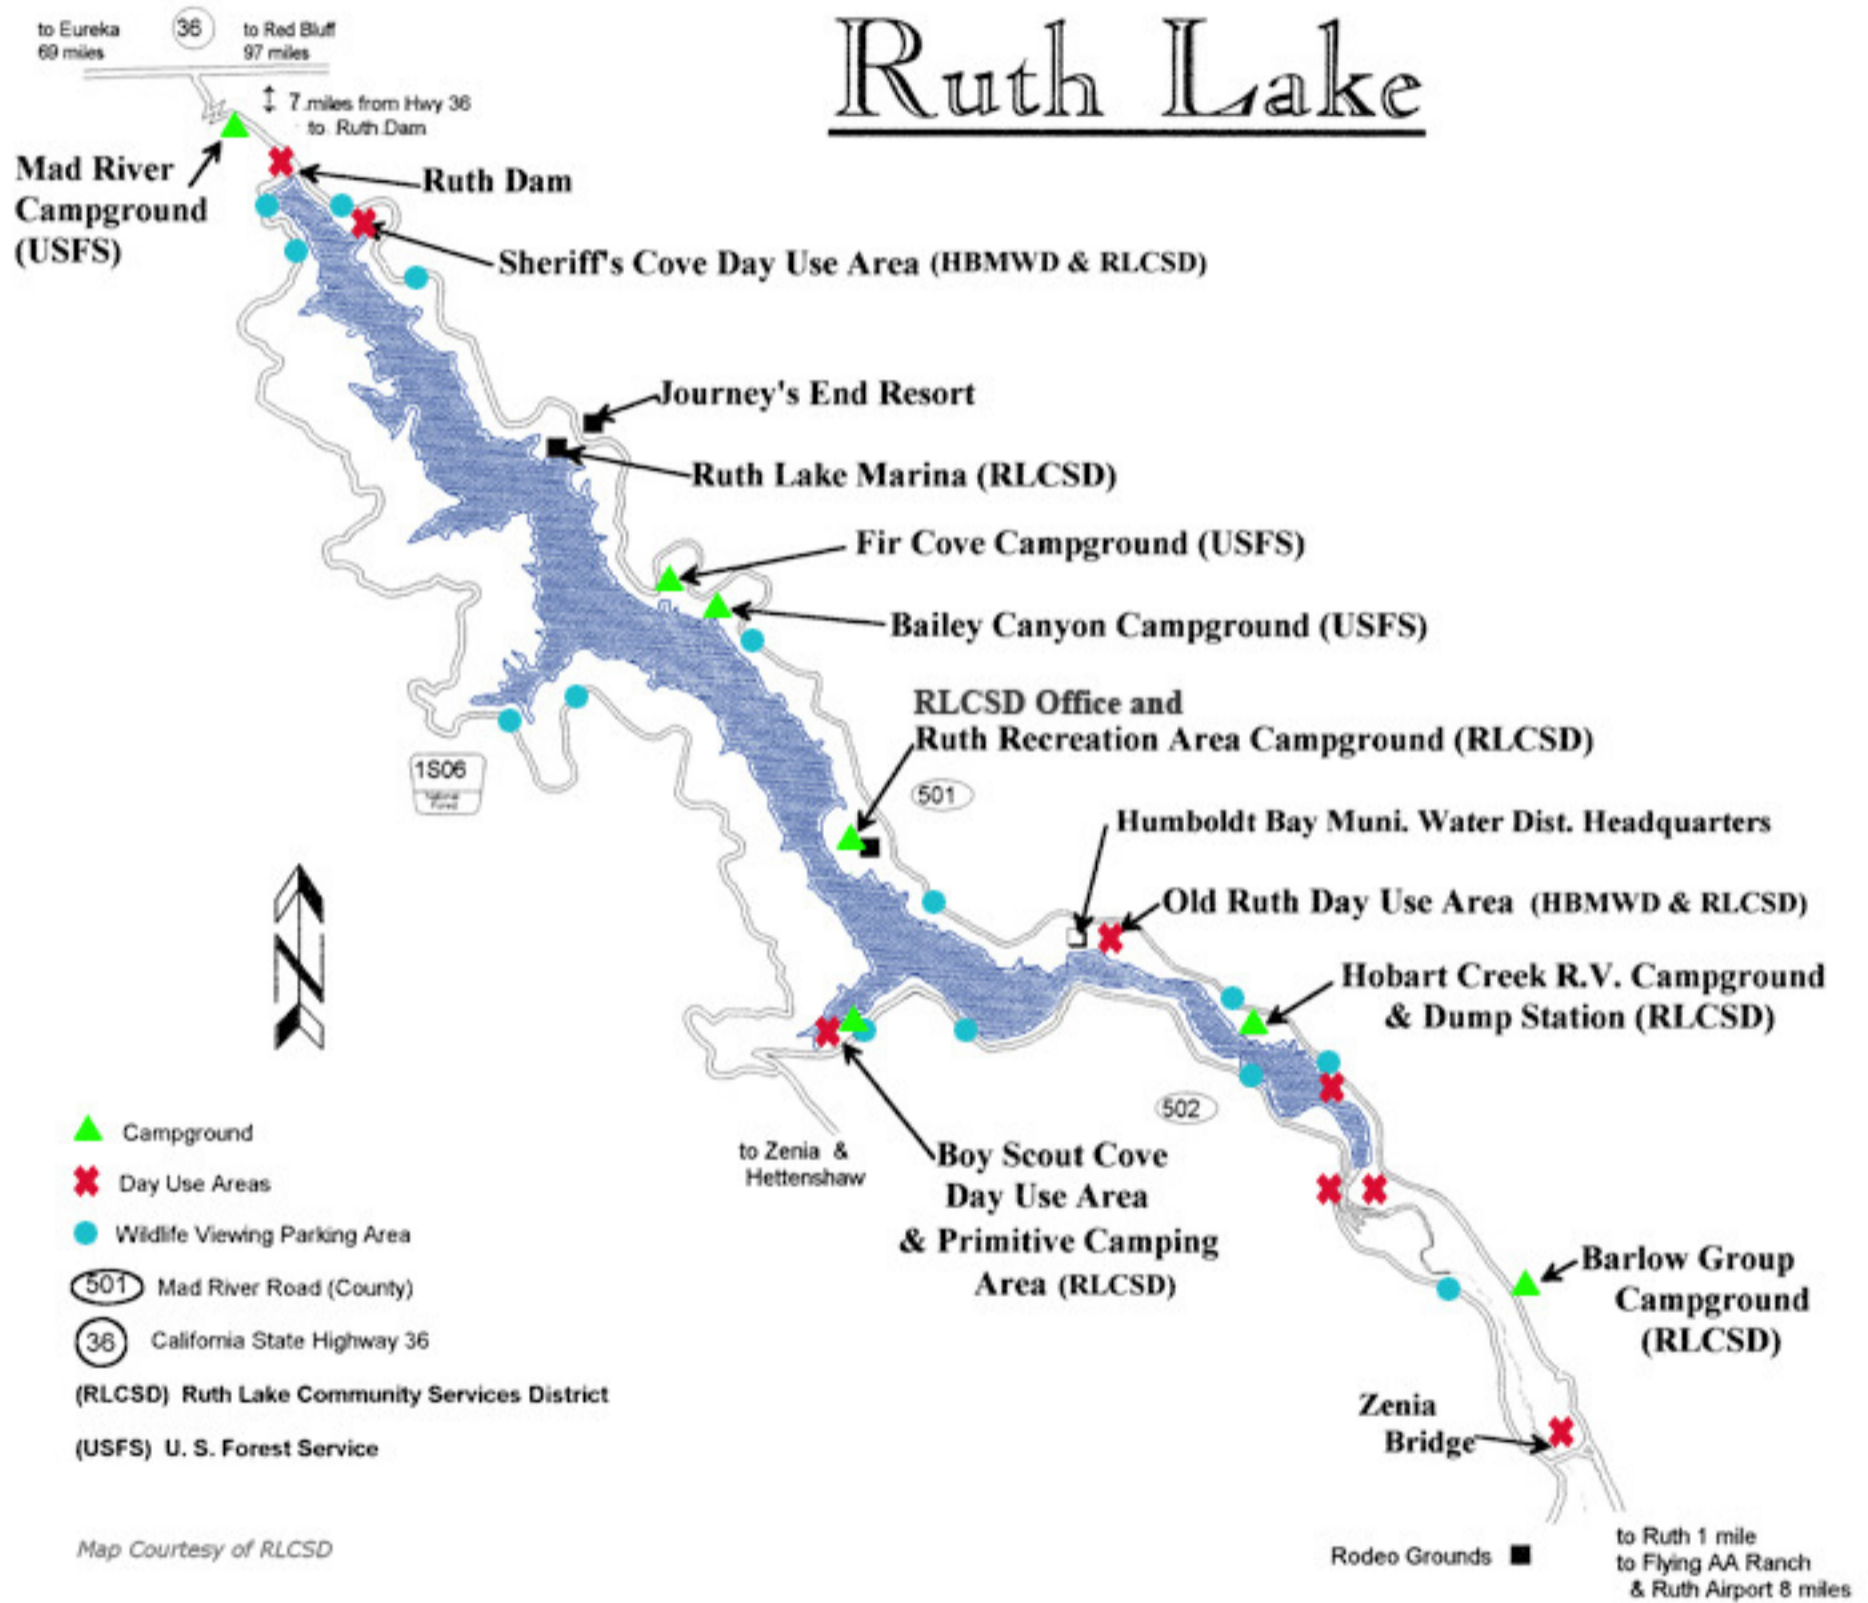 Ruth Lake
to Eureka
69 miles
36
to Red Bluff
97 miles
7 miles from Hwy 36
to Ruth Dam
Mad River
Campground
(USFS)
Ruth Dam
Sheriff's Cove Day Use Area (HBMWD & RLCSD)
Journey's End Resort
Ruth Lake Marina (RLCSD)
Fir Cove Campground (USFS)
Bailey Canyon Campground (USFS)
RLCSD Office and
Ruth Recreation Area Campground (RLCSD)
1S06
National
Forest
501
Humboldt Bay Muni. Water Dist. Headquarters
Old Ruth Day Use Area (HBMWD & RLCSD)
N
Hobart Creek R.V. Campground
& Dump Station (RLCSD)
502
to Zenia &
Hettenshaw
Boy Scout Cove
Day Use Area
& Primitive Camping
Area (RLCSD)
Barlow Group
Campground
(RLCSD)
Zenia
Bridge
Campground
Day Use Areas
Wildlife Viewing Parking Area
501 Mad River Road (County)
36 California State Highway 36
(RLCSD) Ruth Lake Community Services District
(USFS) U. S. Forest Service
Map Courtesy of RLCSD
Rodeo Grounds
to Ruth 1 mile
to Flying AA Ranch
& Ruth Airport 8 miles